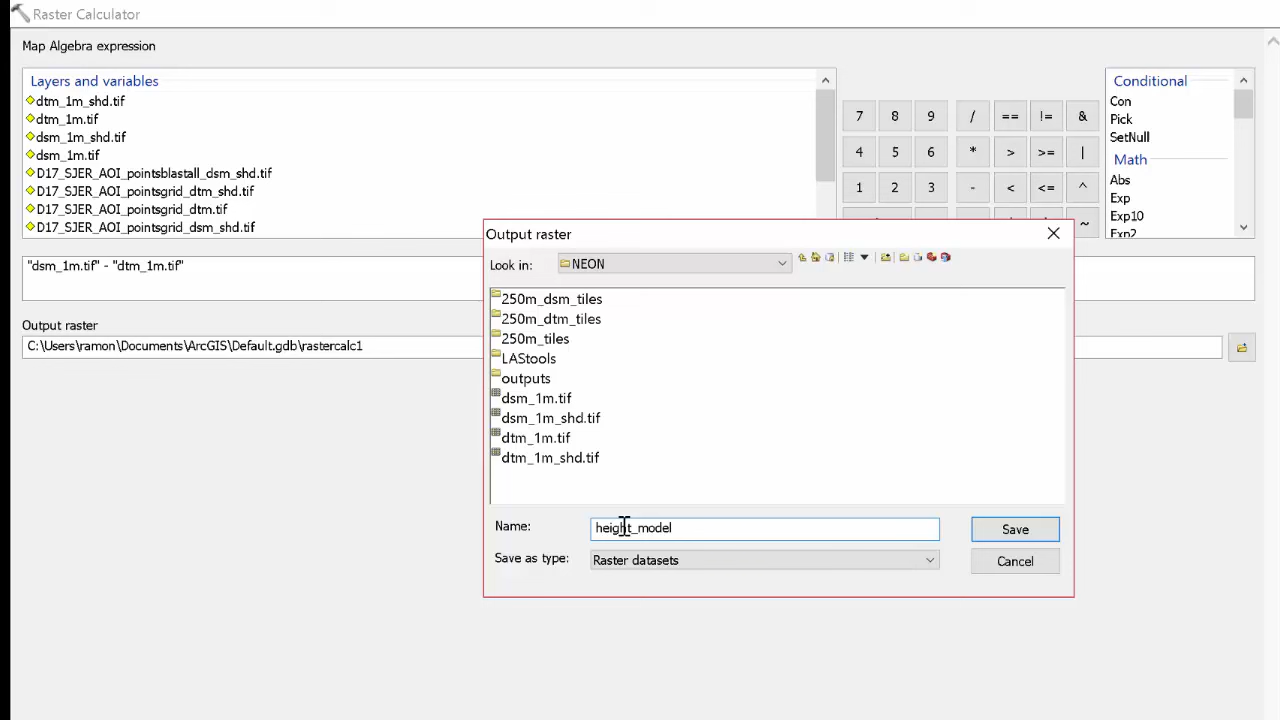 Raster Calculator
Map Algebra expression
Layers and variables
dtm_1m_shd.tif
dtm_1m.tif
dsm_1m_shd.tif
dsm_1m.tif
D17_SJER_AOI_pointsblastall_dsm_shd.tif
D17_SJER_AOI_pointsgrid_dtm_shd.tif
D17_SJER_AOI_pointsgrid_dtm.tif
D17_SJER_AOI_pointsgrid_dsm_shd.tif
7 8 9 / == != &
4 5 6 * > >= |
1 2 3 - < <= ^
~
Conditional
Con
Pick
SetNull
Math
Abs
Exp
Exp10
Exp2
"dsm_1m.tif" - "dtm_1m.tif"
Output raster
C:\Users\ramon\Documents\ArcGIS\Default.gdb\rastercalc1
Output raster
Look in: NEON
250m_dsm_tiles
250m_dtm_tiles
250m_tiles
LAStools
outputs
dsm_1m.tif
dsm_1m_shd.tif
dtm_1m.tif
dtm_1m_shd.tif
Name: height_model Save
Save as type: Raster datasets Cancel